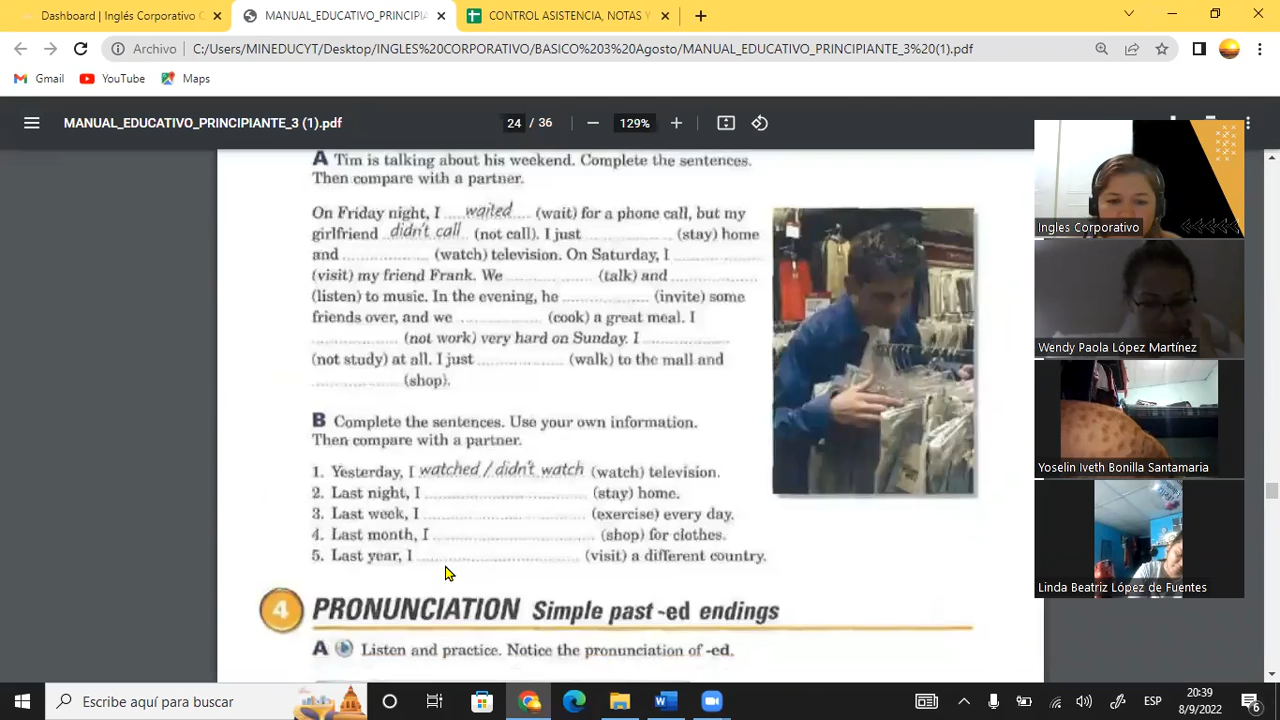 Dashboard | Inglés Corporativo C
MANUAL_EDUCATIVO_PRINCIPIA
CONTROL ASISTENCIA, NOTAS Y
Archivo
C:/Users/MINEDUCYT/Desktop/INGLES%20CORPORATIVO/BASICO%203%20Agosto/MANUAL_EDUCATIVO_PRINCIPIANTE_3%20(1).pdf
Gmail
YouTube
Maps
MANUAL_EDUCATIVO_PRINCIPIANTE_3 (1).pdf
24 / 36
129%
A Tim is talking about his weekend. Complete the sentences.
Then compare with a partner.
On Friday night, I waited (wait) for a phone call, but my
girlfriend didn't call (not call). I just (stay) home
and (watch) television. On Saturday, I
(visit) my friend Frank. We (talk) and
(listen) to music. In the evening, he (invite) some
friends over, and we (cook) a great meal. I
(not work) very hard on Sunday. I
(not study) at all. I just (walk) to the mall and
(shop).
B Complete the sentences. Use your own information.
Then compare with a partner.
1. Yesterday, I watched / didn't watch (watch) television.
2. Last night, I (stay) home.
3. Last week, I (exercise) every day.
4. Last month, I (shop) for clothes.
5. Last year, I (visit) a different country.
4 PRONUNCIATION Simple past -ed endings
A Listen and practice. Notice the pronunciation of -ed.
Ingles Corporativo
Wendy Paola López Martínez
Yoselin Iveth Bonilla Santamaria
Linda Beatriz López de Fuentes
Escribe aquí para buscar
ESP
20:39
8/9/2022
6